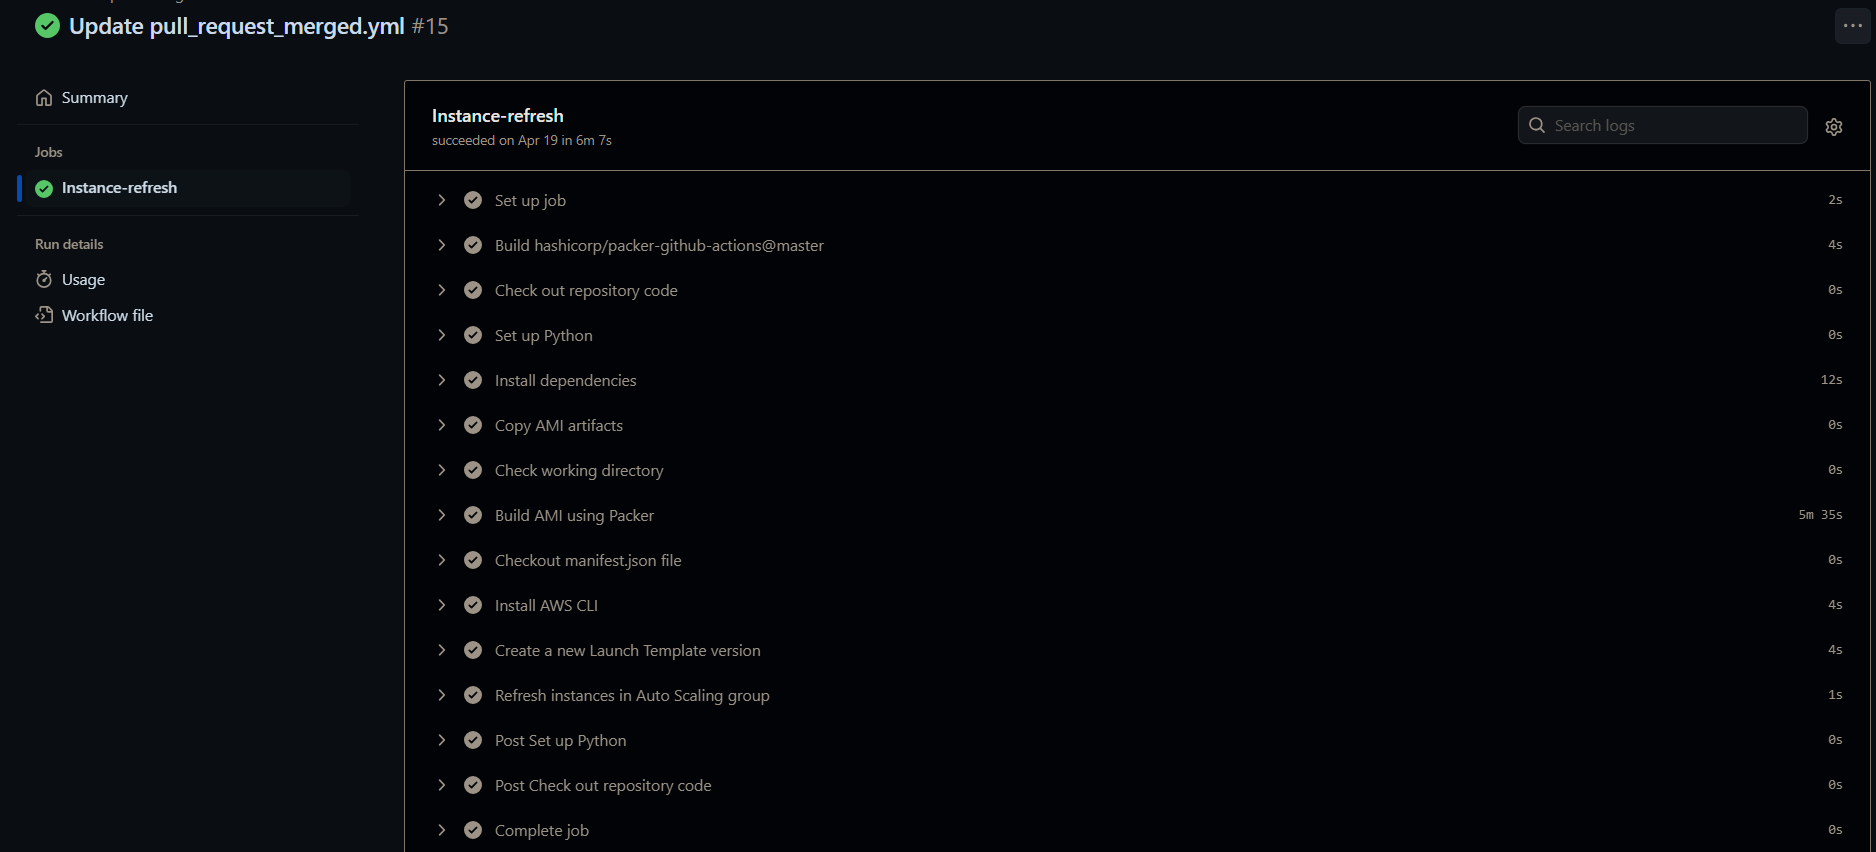 Update pull_request_merged.yml #15
Summary
Jobs
Instance-refresh
Run details
Usage
Workflow file
Instance-refresh
succeeded on Apr 19 in 6m 7s
Search logs
Set up job 2s
Build hashicorp/packer-github-actions@master 4s
Check out repository code 0s
Set up Python 0s
Install dependencies 12s
Copy AMI artifacts 0s
Check working directory 0s
Build AMI using Packer 5m 35s
Checkout manifest.json file 0s
Install AWS CLI 4s
Create a new Launch Template version 4s
Refresh instances in Auto Scaling group 1s
Post Set up Python 0s
Post Check out repository code 0s
Complete job 0s